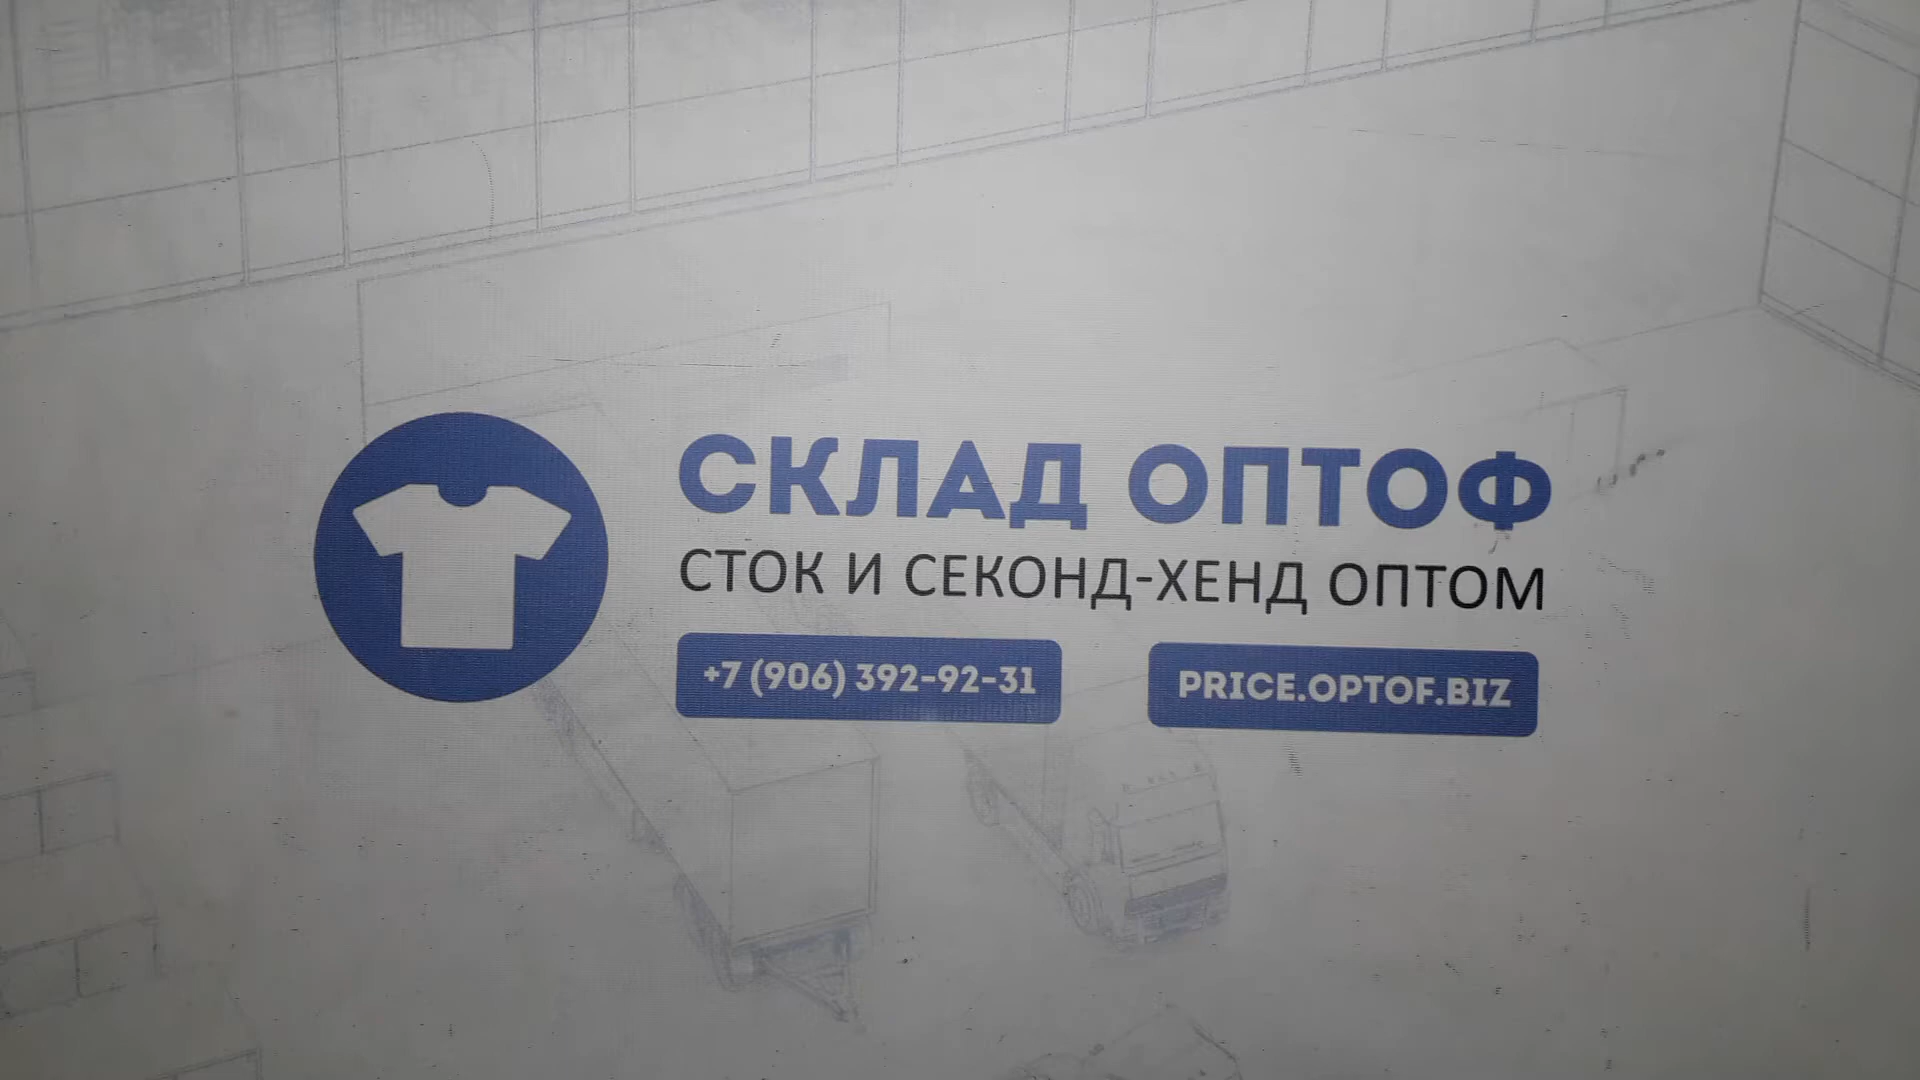 СКЛАД ОПТОФ
СТОК И СЕКОНД-ХЕНД ОПТОМ
+7 (906) 392-92-31
PRICE.OPTOF.BIZ